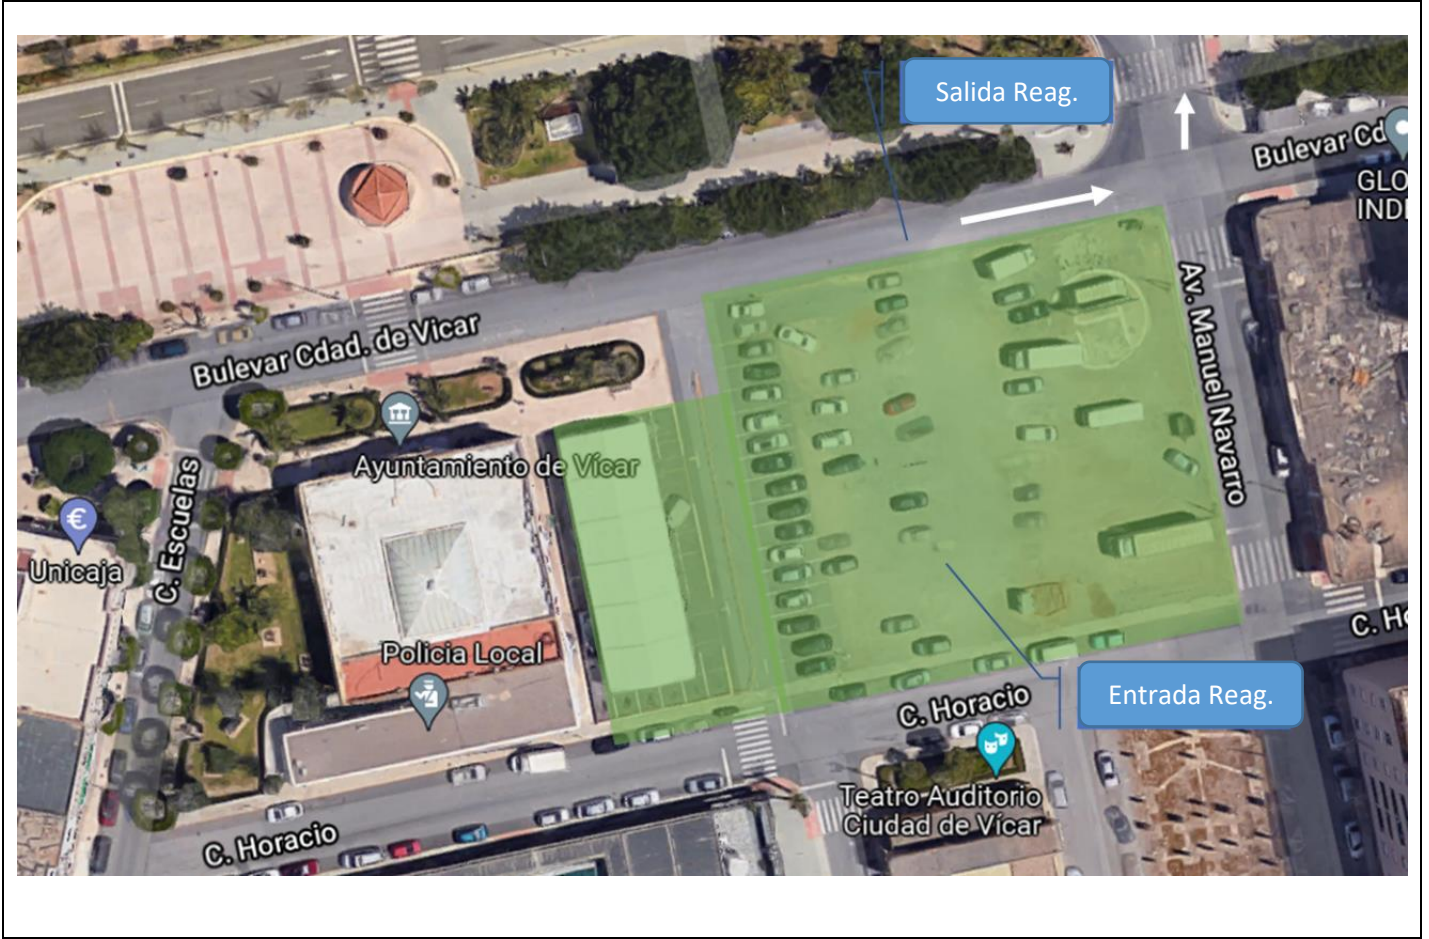 Salida Reag.
Bulevar Cd
GLO
INDI
Bulevar Cdad. de Vicar
Av. Manuel Navarro
Ayuntamiento de Vícar
C. Escuelas
€
Unicaja
Policia Local
C. Ho
Entrada Reag.
C. Horacio
Teatro Auditorio
Ciudad de Vícar
C. Horacio